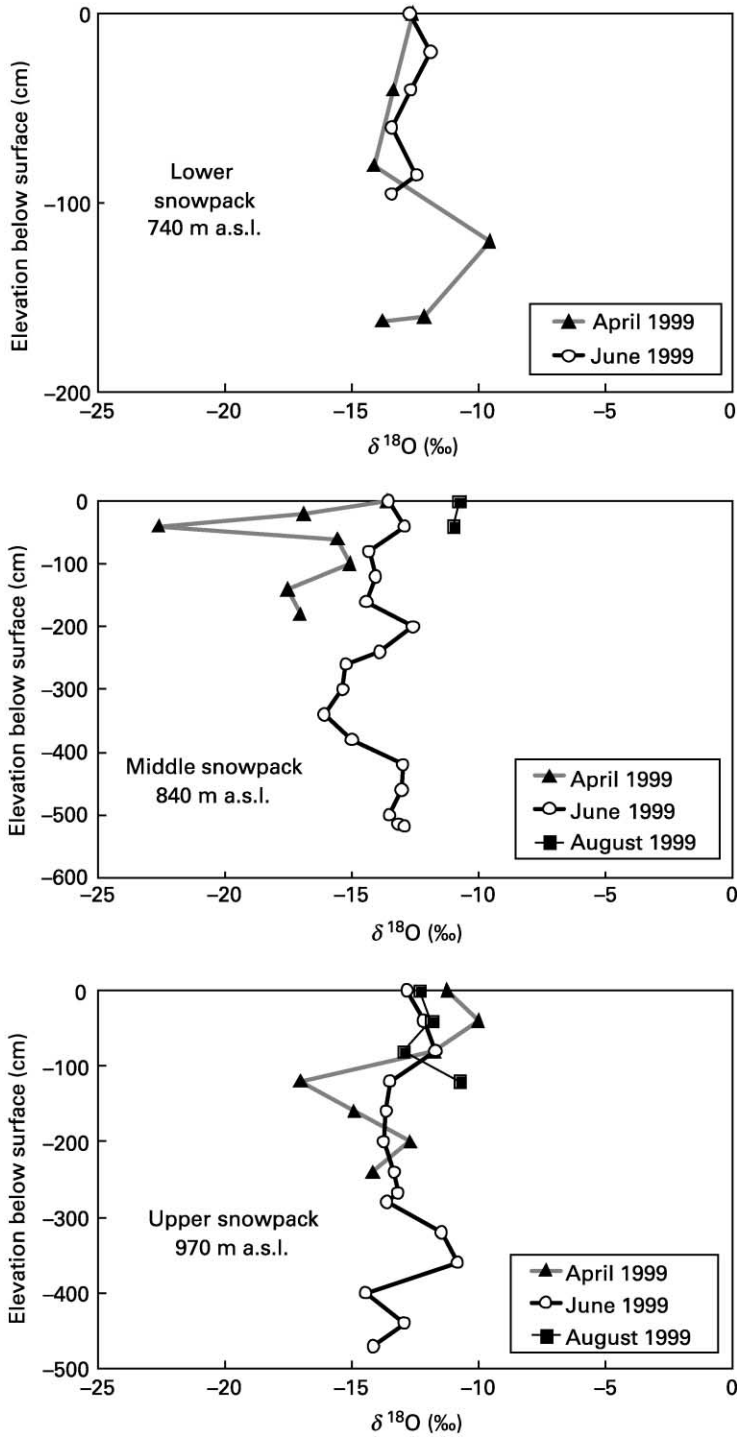 0
−100
−200
Elevation below surface (cm)
Lower
snowpack
740 m a.s.l.
April 1999
June 1999
−25
−20
−15
−10
−5
0
δ 18O (‰)
0
−100
−200
−300
−400
−500
−600
Elevation below surface (cm)
Middle snowpack
840 m a.s.l.
April 1999
June 1999
August 1999
−25
−20
−15
−10
−5
0
δ 18O (‰)
0
−100
−200
−300
−400
−500
Elevation below surface (cm)
Upper snowpack
970 m a.s.l.
April 1999
June 1999
August 1999
−25
−20
−15
−10
−5
0
δ 18O (‰)